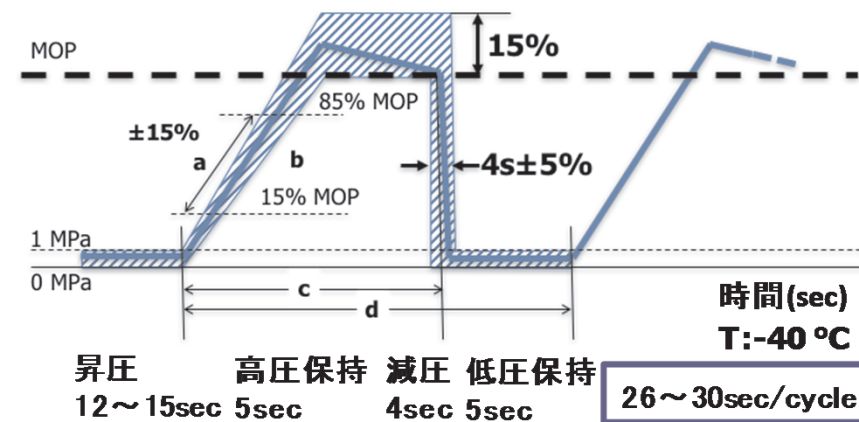 MOP
15%
85% MOP
±15%
a
b
4s±5%
15% MOP
1 MPa
0 MPa
c
d
時間(sec)
T:-40 ℃
昇圧 高圧保持 減圧 低圧保持
12～15sec 5sec 4sec 5sec
26～30sec/cycle